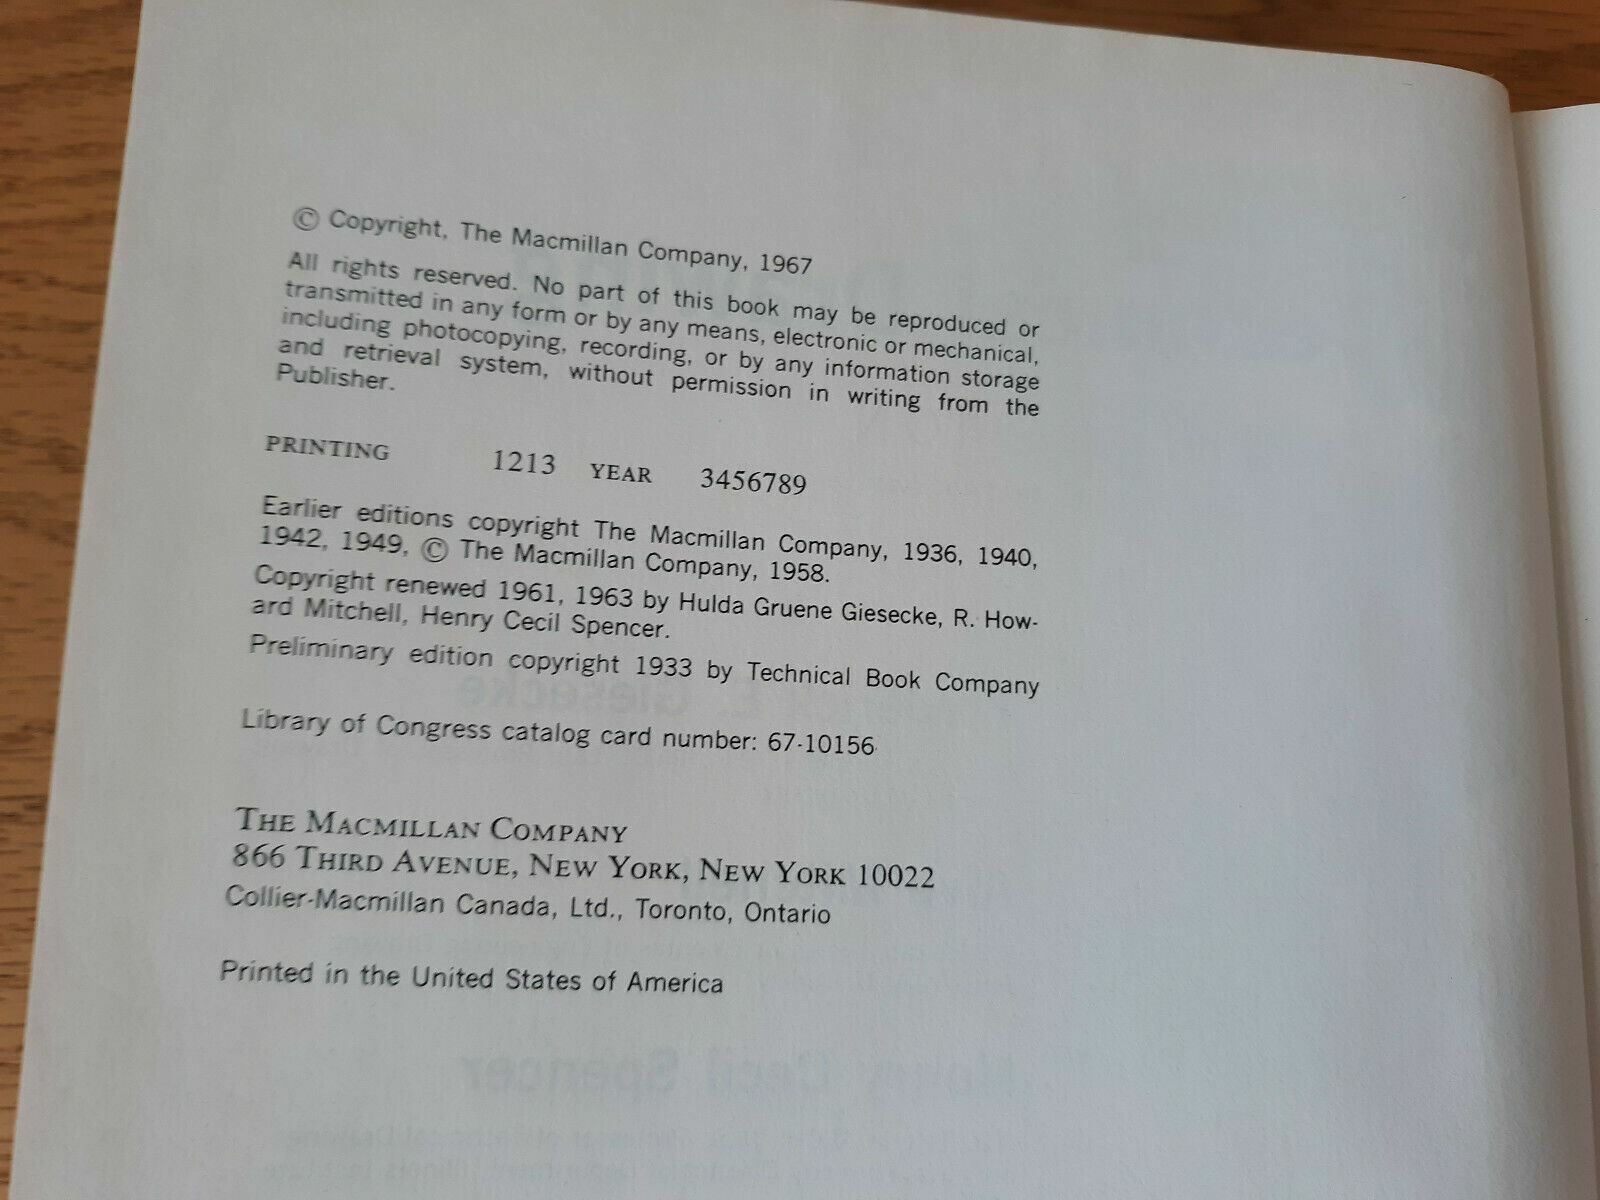 © Copyright, The Macmillan Company, 1967
All rights reserved. No part of this book may be reproduced or
transmitted in any form or by any means, electronic or mechanical,
including photocopying, recording, or by any information storage
and retrieval system, without permission in writing from the
Publisher.
PRINTING 1213 YEAR 3456789
Earlier editions copyright The Macmillan Company, 1936, 1940,
1942, 1949, © The Macmillan Company, 1958.
Copyright renewed 1961, 1963 by Hulda Gruene Giesecke, R. How-
ard Mitchell, Henry Cecil Spencer.
Preliminary edition copyright 1933 by Technical Book Company
Library of Congress catalog card number: 67-10156
THE MACMILLAN COMPANY
866 THIRD AVENUE, NEW YORK, NEW YORK 10022
Collier-Macmillan Canada, Ltd., Toronto, Ontario
Printed in the United States of America